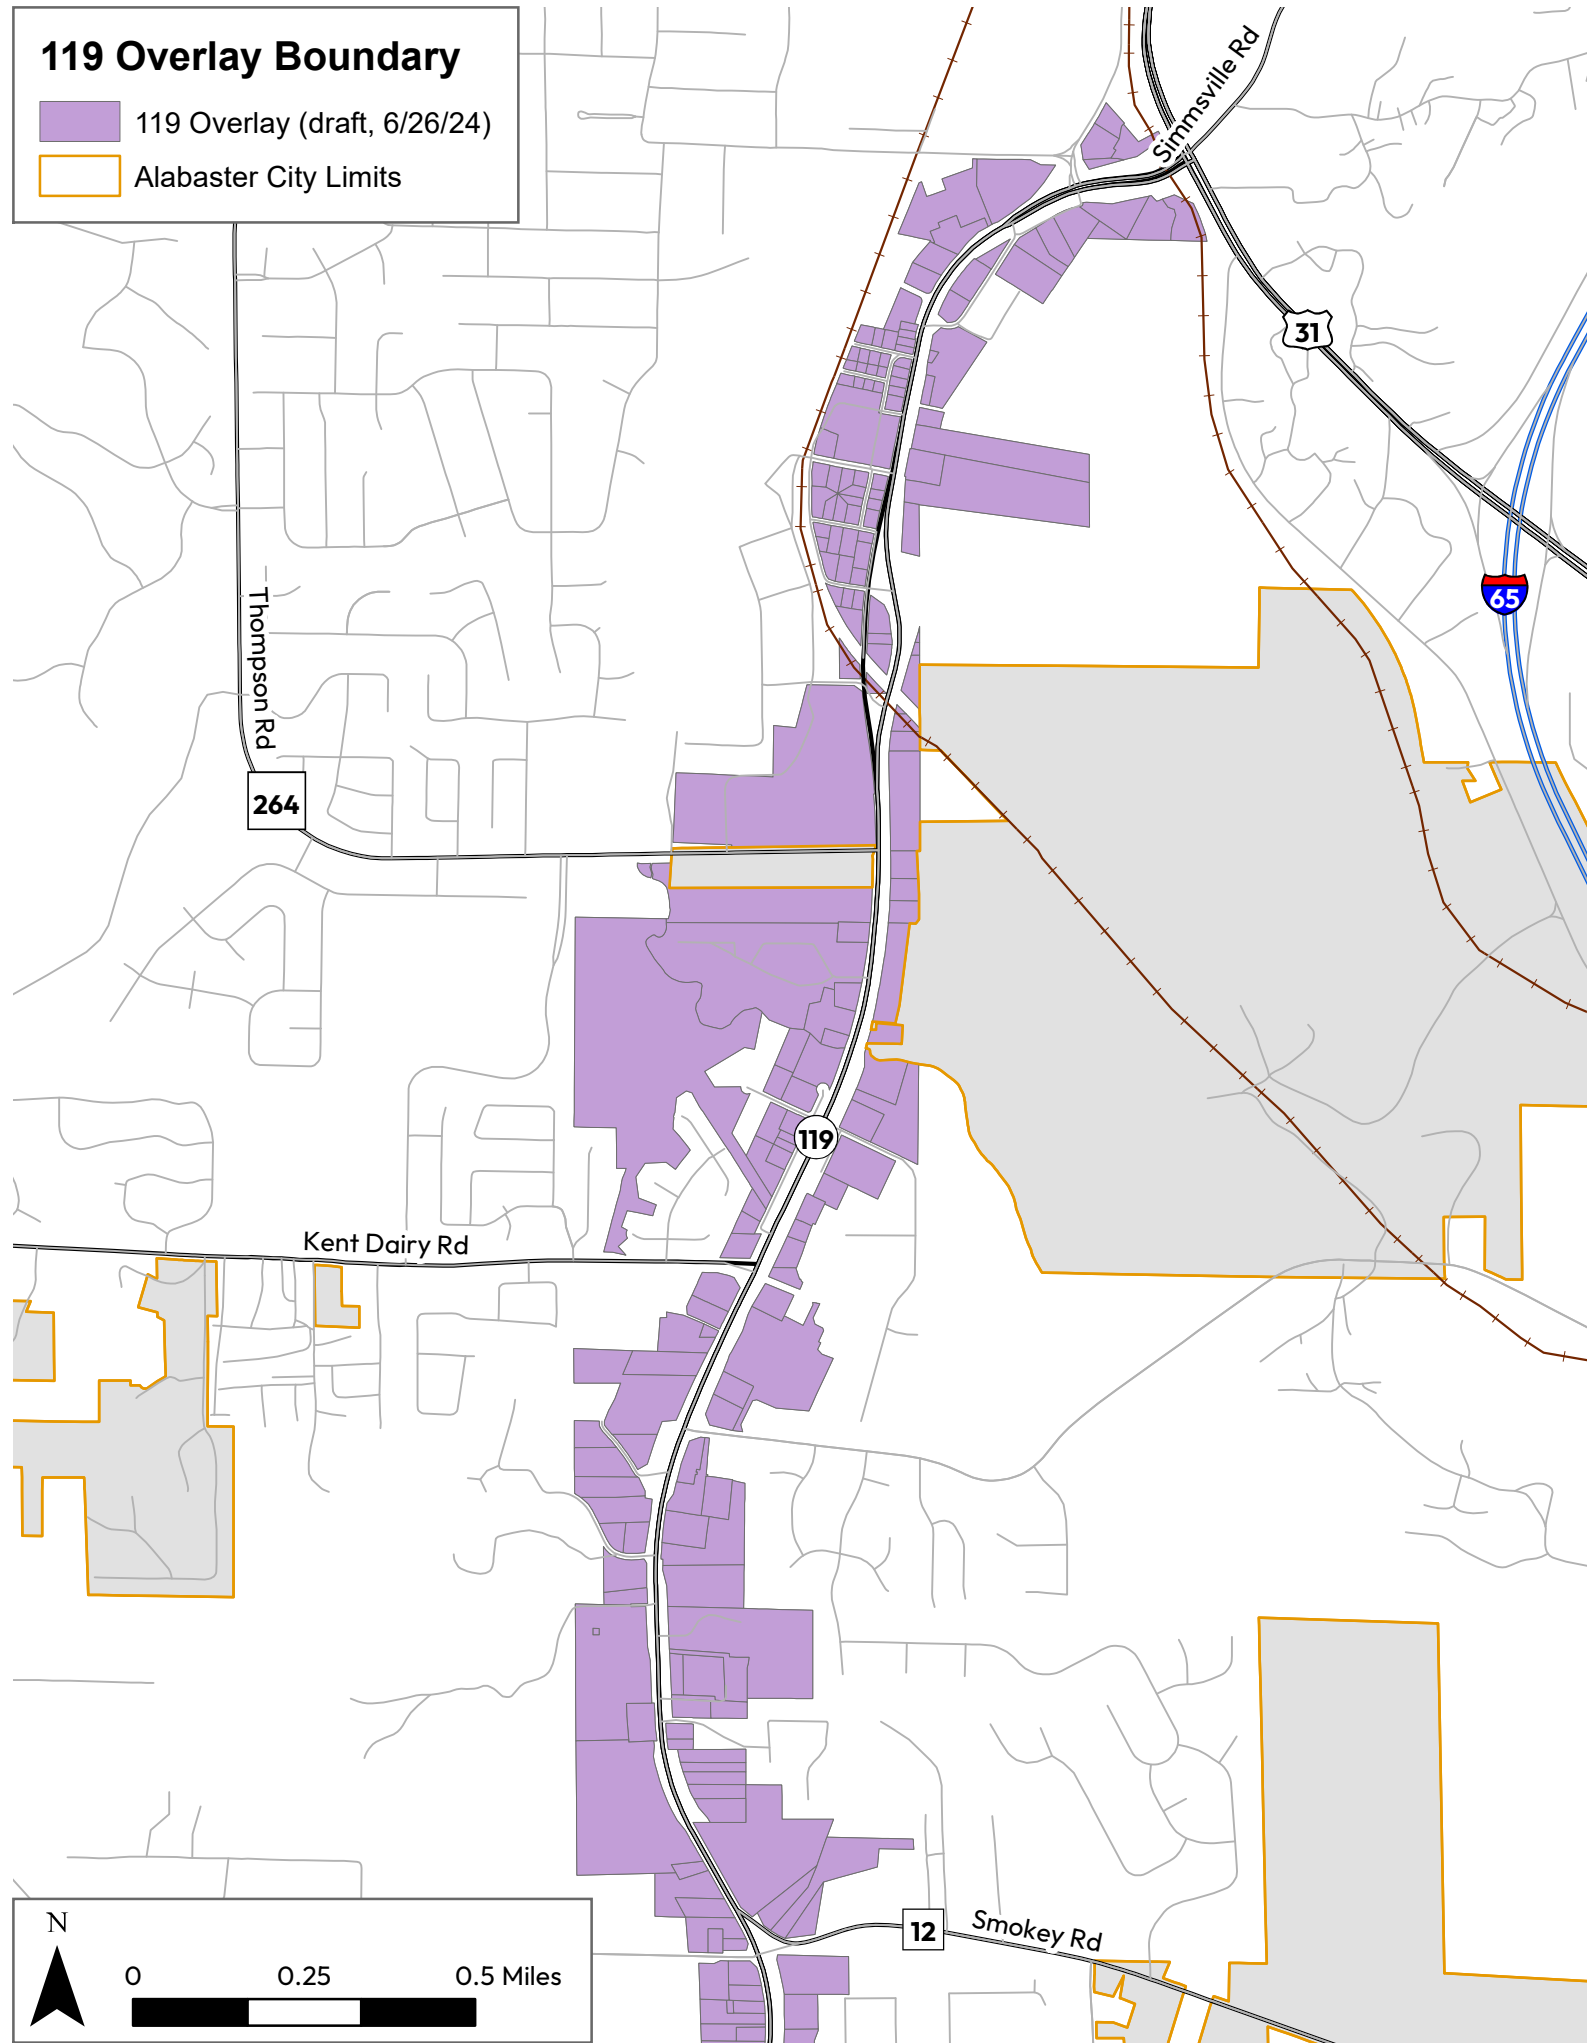 119 Overlay Boundary
119 Overlay (draft, 6/26/24)
Alabaster City Limits
Simmsville Rd
31
65
Thompson Rd
264
119
Kent Dairy Rd
12
Smokey Rd
N
0 0.25 0.5 Miles